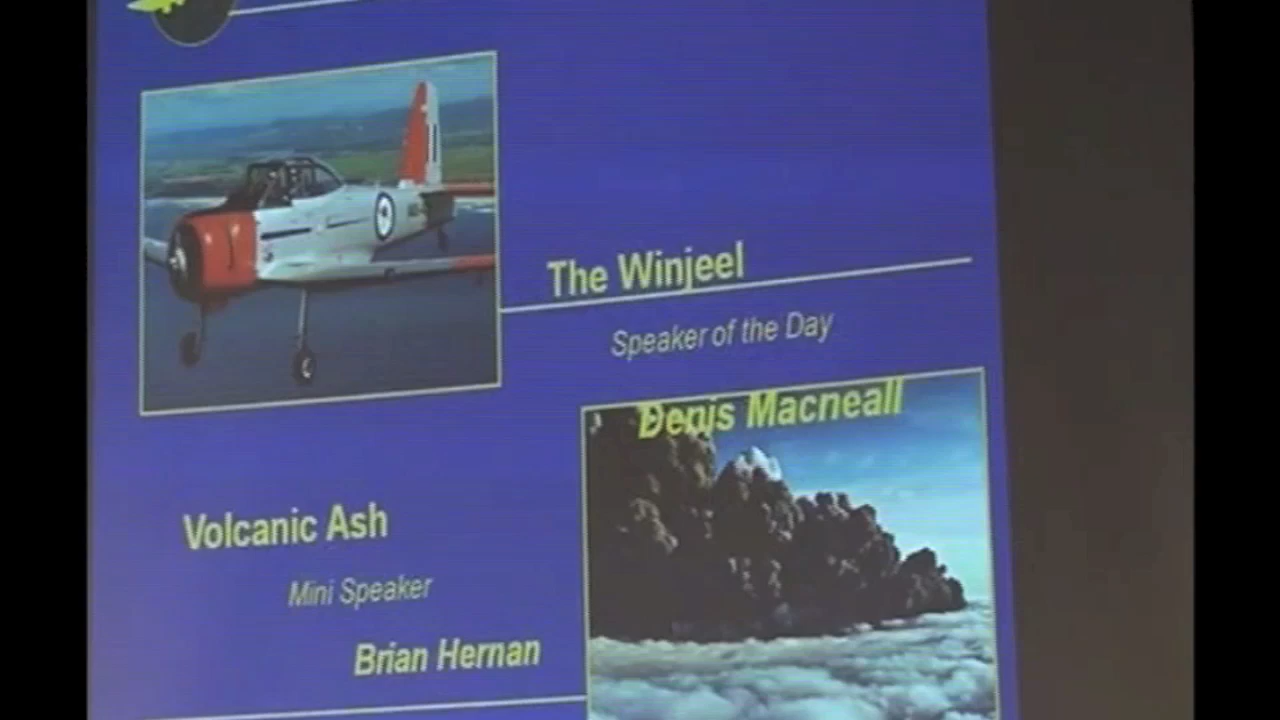 The Winjeel
Speaker of the Day
Denis Macneall
Volcanic Ash
Mini Speaker
Brian Hernan